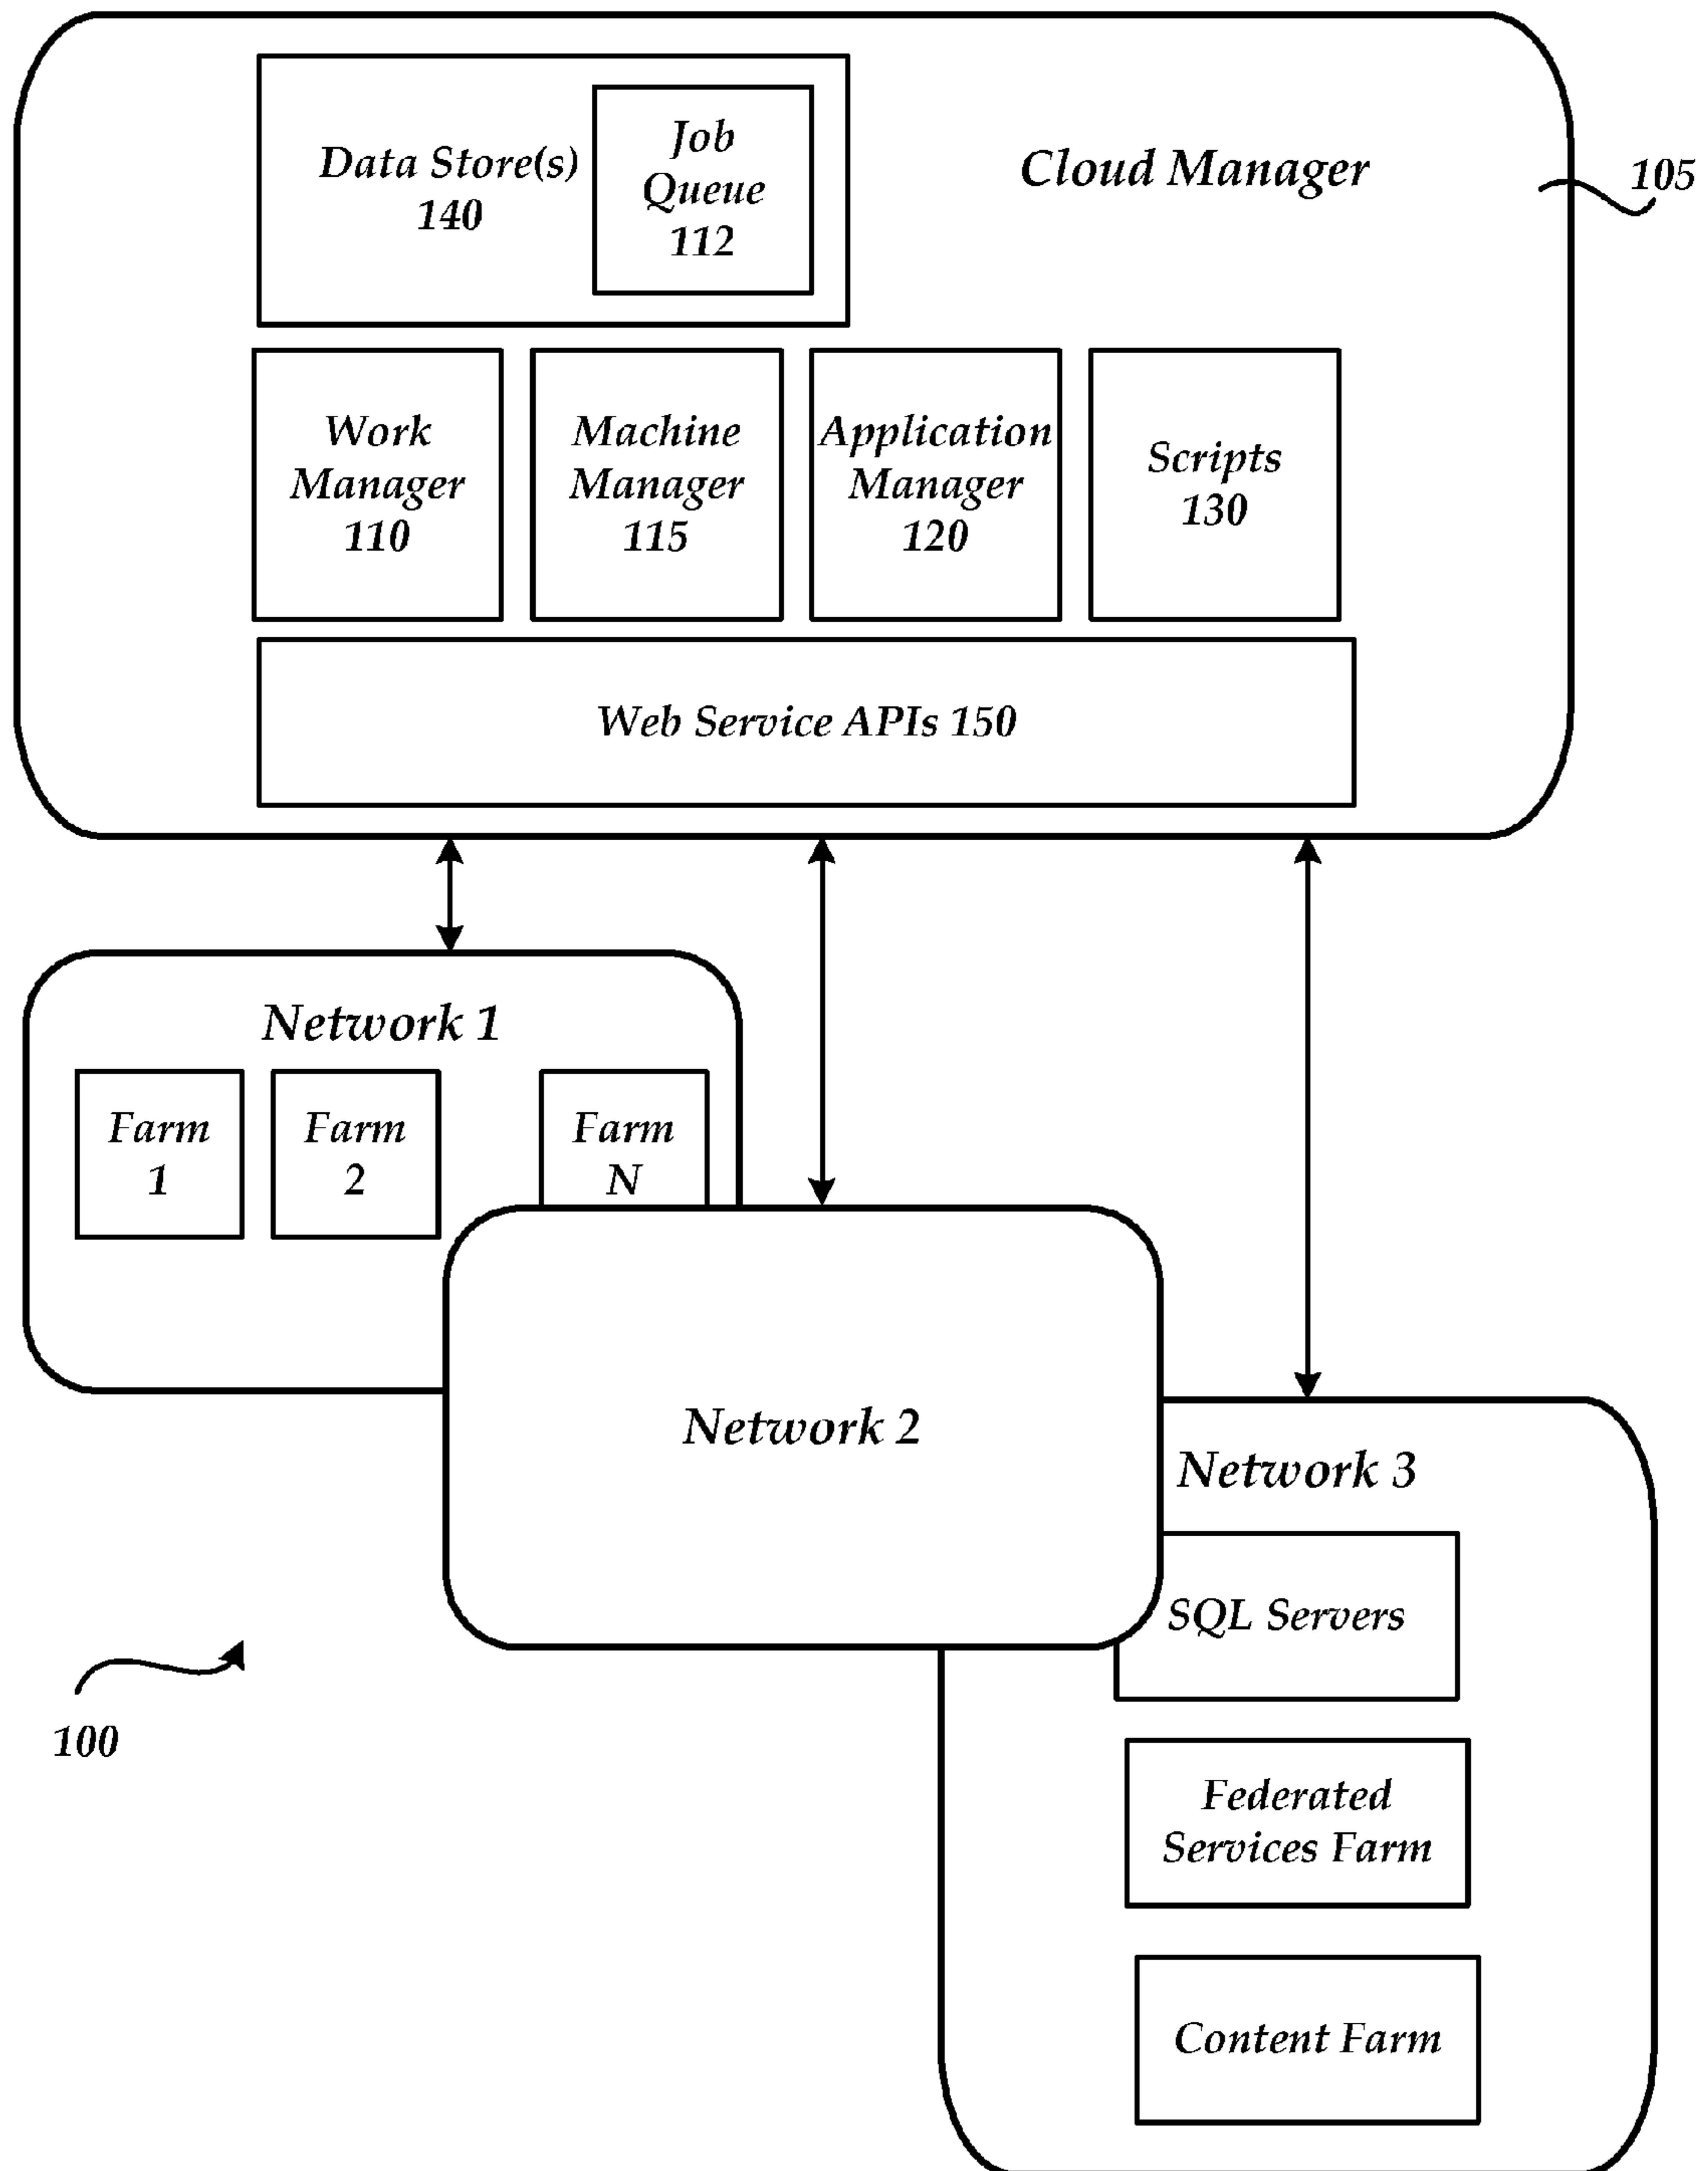 Data Store(s)
140
Job
Queue
112
Cloud Manager
105
Work
Manager
110
Machine
Manager
115
Application
Manager
120
Scripts
130
Web Service APIs 150
Network 1
Farm
1
Farm
2
Farm
N
Network 2
Network 3
SQL Servers
100
Federated
Services Farm
Content Farm